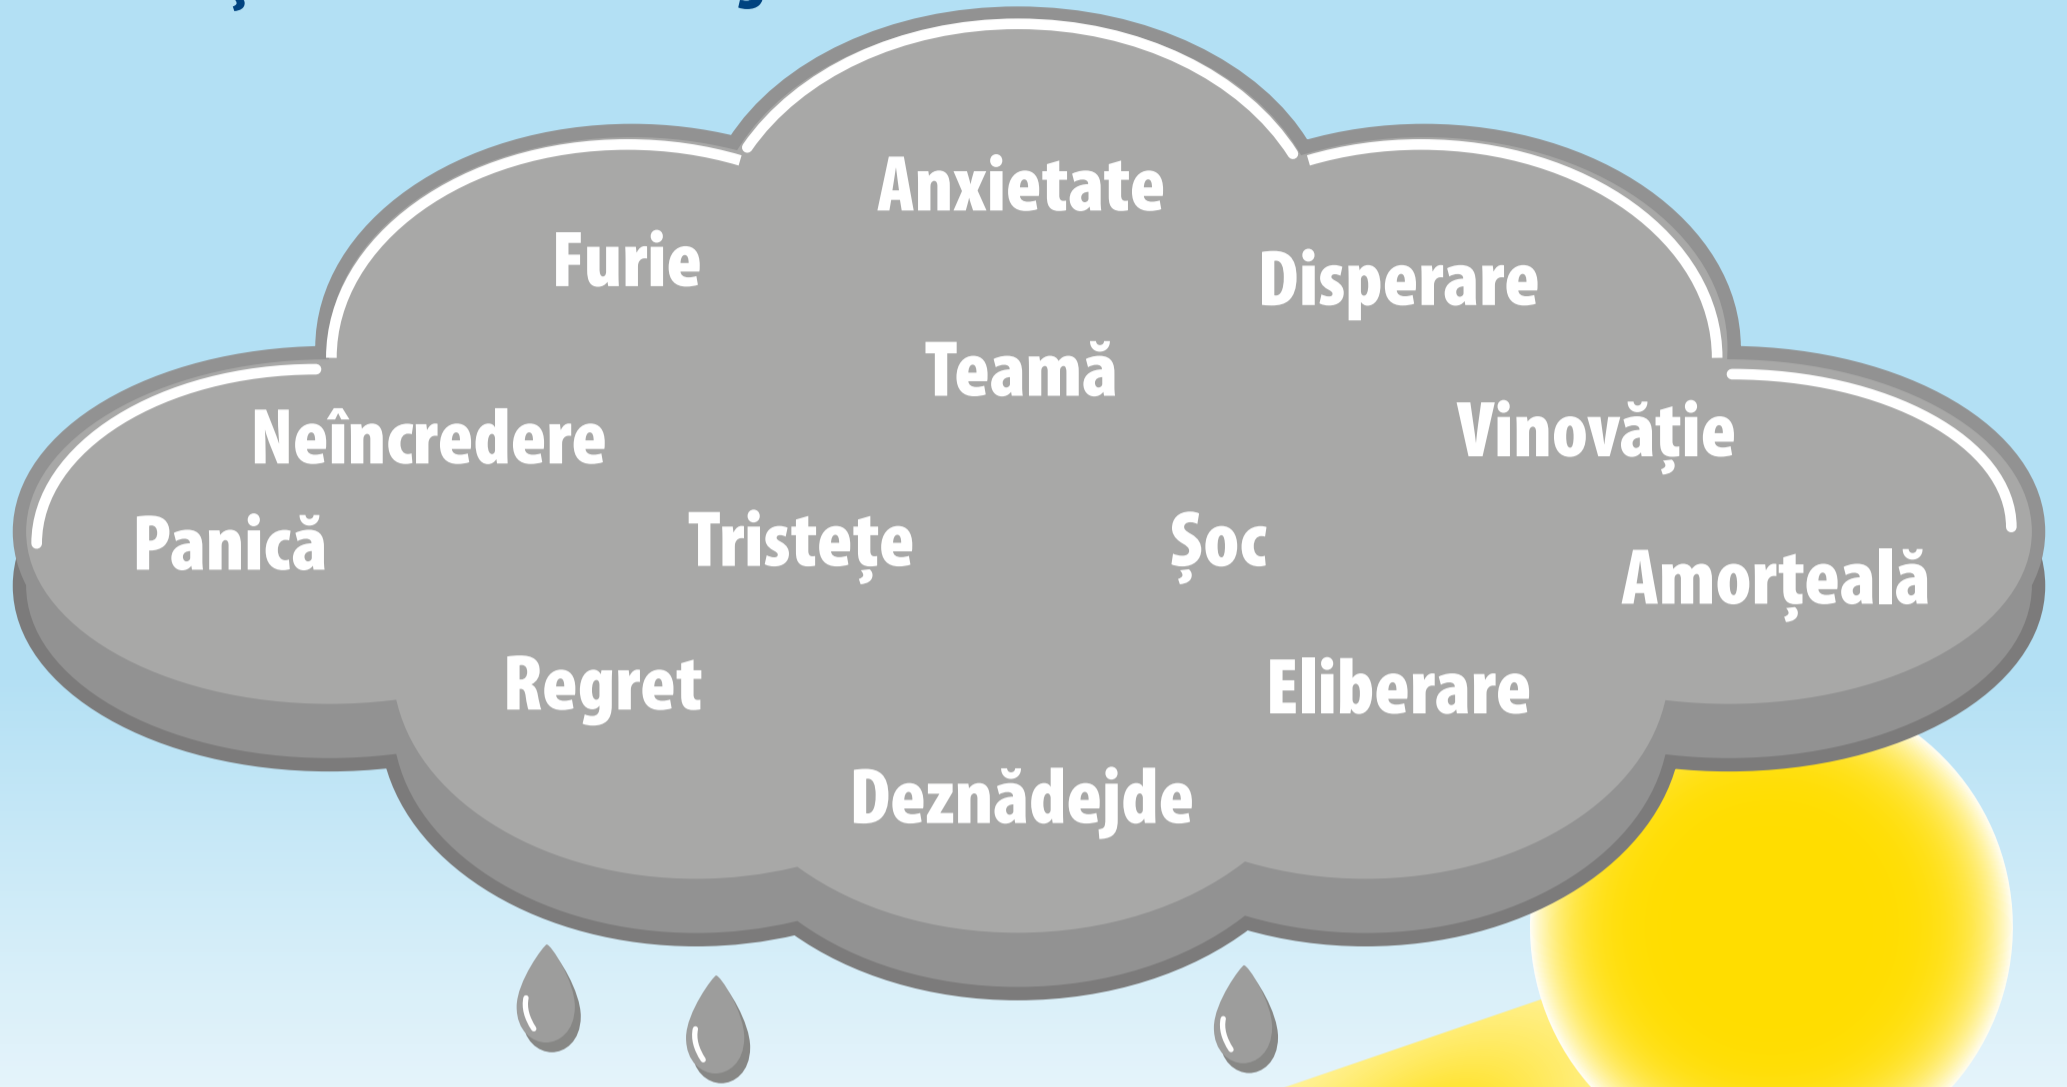 Anxietate
Furie
Disperare
Teamă
Neîncredere
Vinovăție
Panică
Tristețe
Șoc
Amorțeală
Regret
Eliberare
Deznădejde